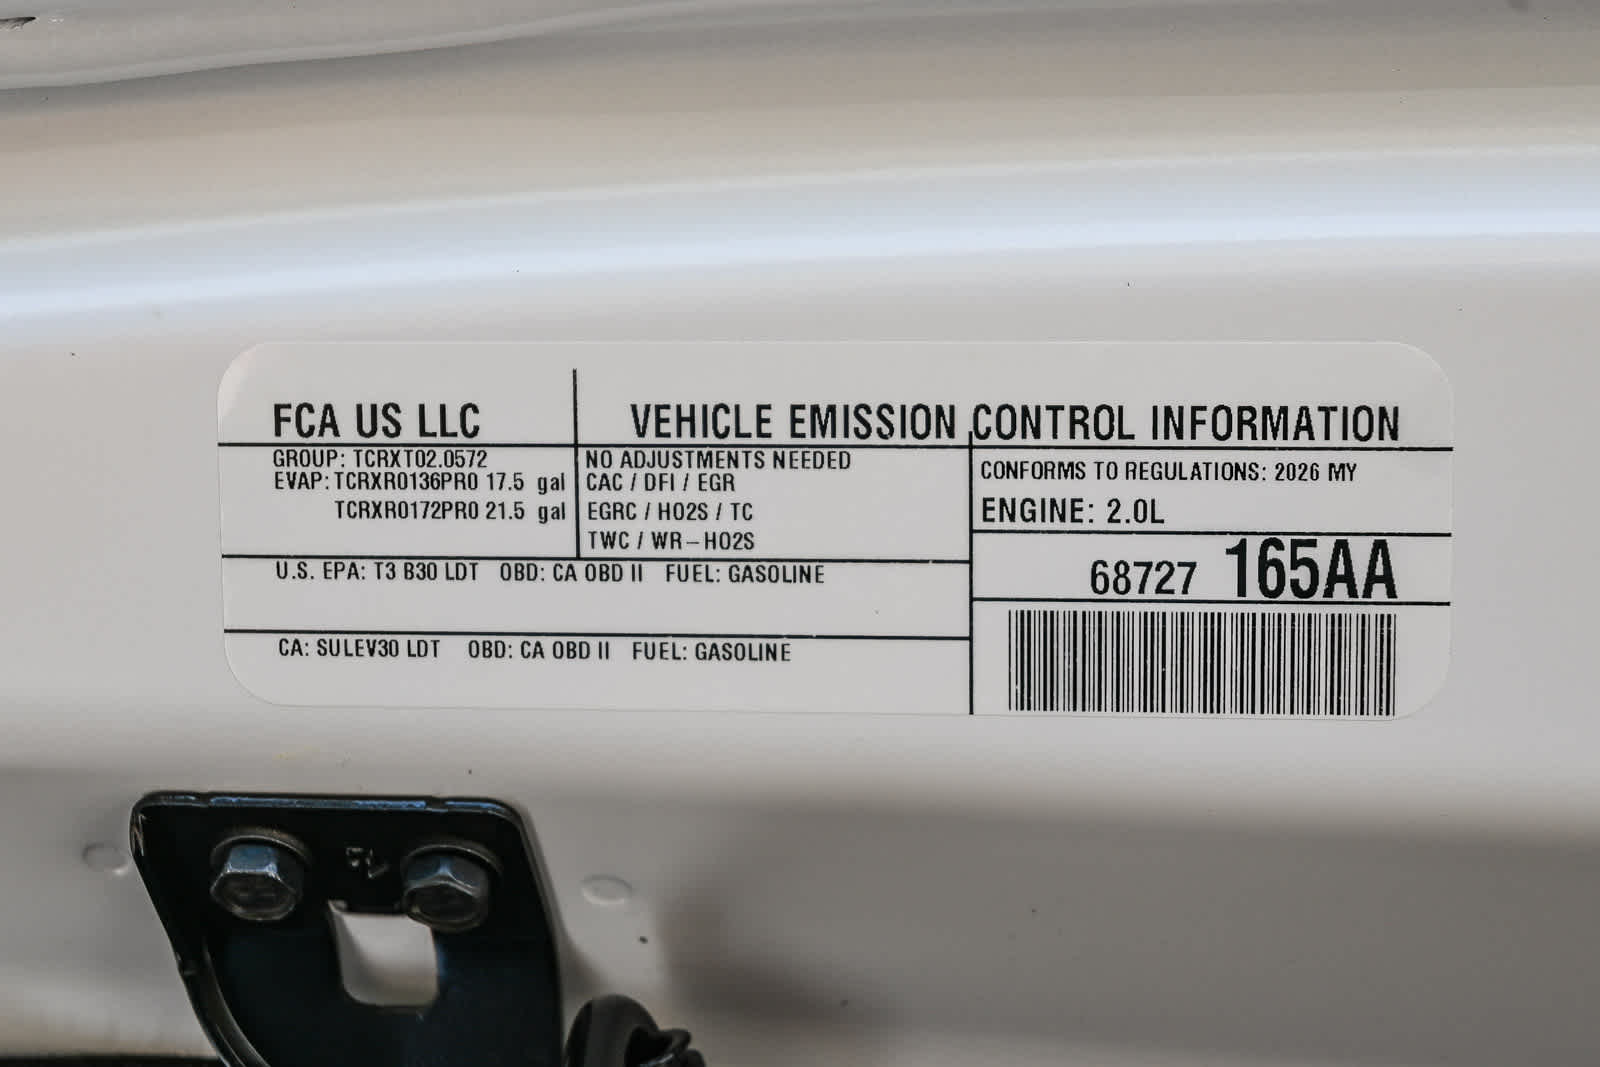 FCA US LLC
VEHICLE EMISSION CONTROL INFORMATION
GROUP: TCRXT02.0572
EVAP: TCRXR0136PR0 17.5 gal
TCRXR0172PR0 21.5 gal
NO ADJUSTMENTS NEEDED
CAC / DFI / EGR
EGRC / HO2S / TC
TWC / WR-HO2S
CONFORMS TO REGULATIONS: 2026 MY
ENGINE: 2.0L
68727 165AA
U.S. EPA: T3 B30 LDT OBD: CA OBD II FUEL: GASOLINE
CA: SULEV30 LDT OBD: CA OBD II FUEL: GASOLINE